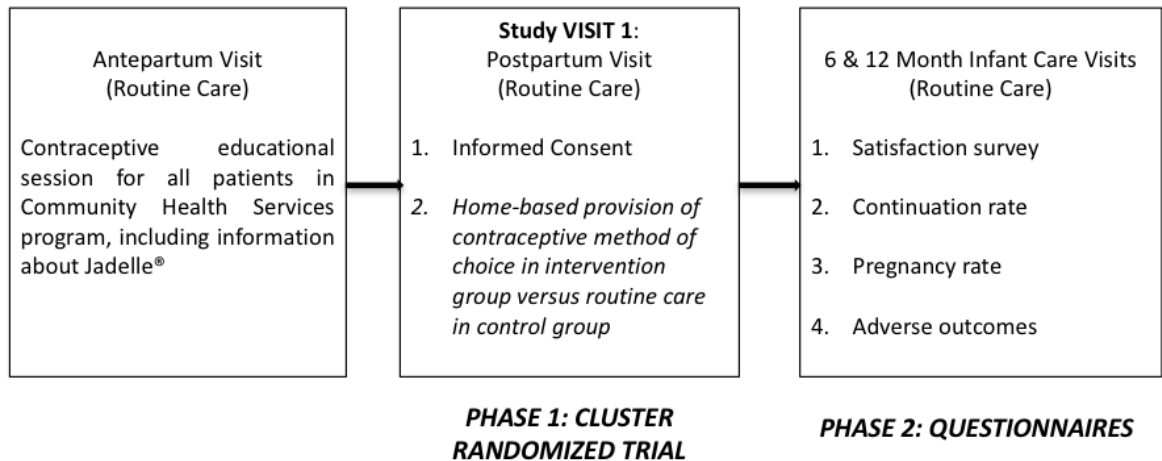 Antepartum Visit
(Routine Care)
Contraceptive educational
session for all patients in
Community Health Services
program, including information
about Jadelle®
Study VISIT 1:
Postpartum Visit
(Routine Care)
1. Informed Consent
2. Home-based provision of
contraceptive method of
choice in intervention
group versus routine care
in control group
6 & 12 Month Infant Care Visits
(Routine Care)
1. Satisfaction survey
2. Continuation rate
3. Pregnancy rate
4. Adverse outcomes
PHASE 1: CLUSTER
RANDOMIZED TRIAL
PHASE 2: QUESTIONNAIRES